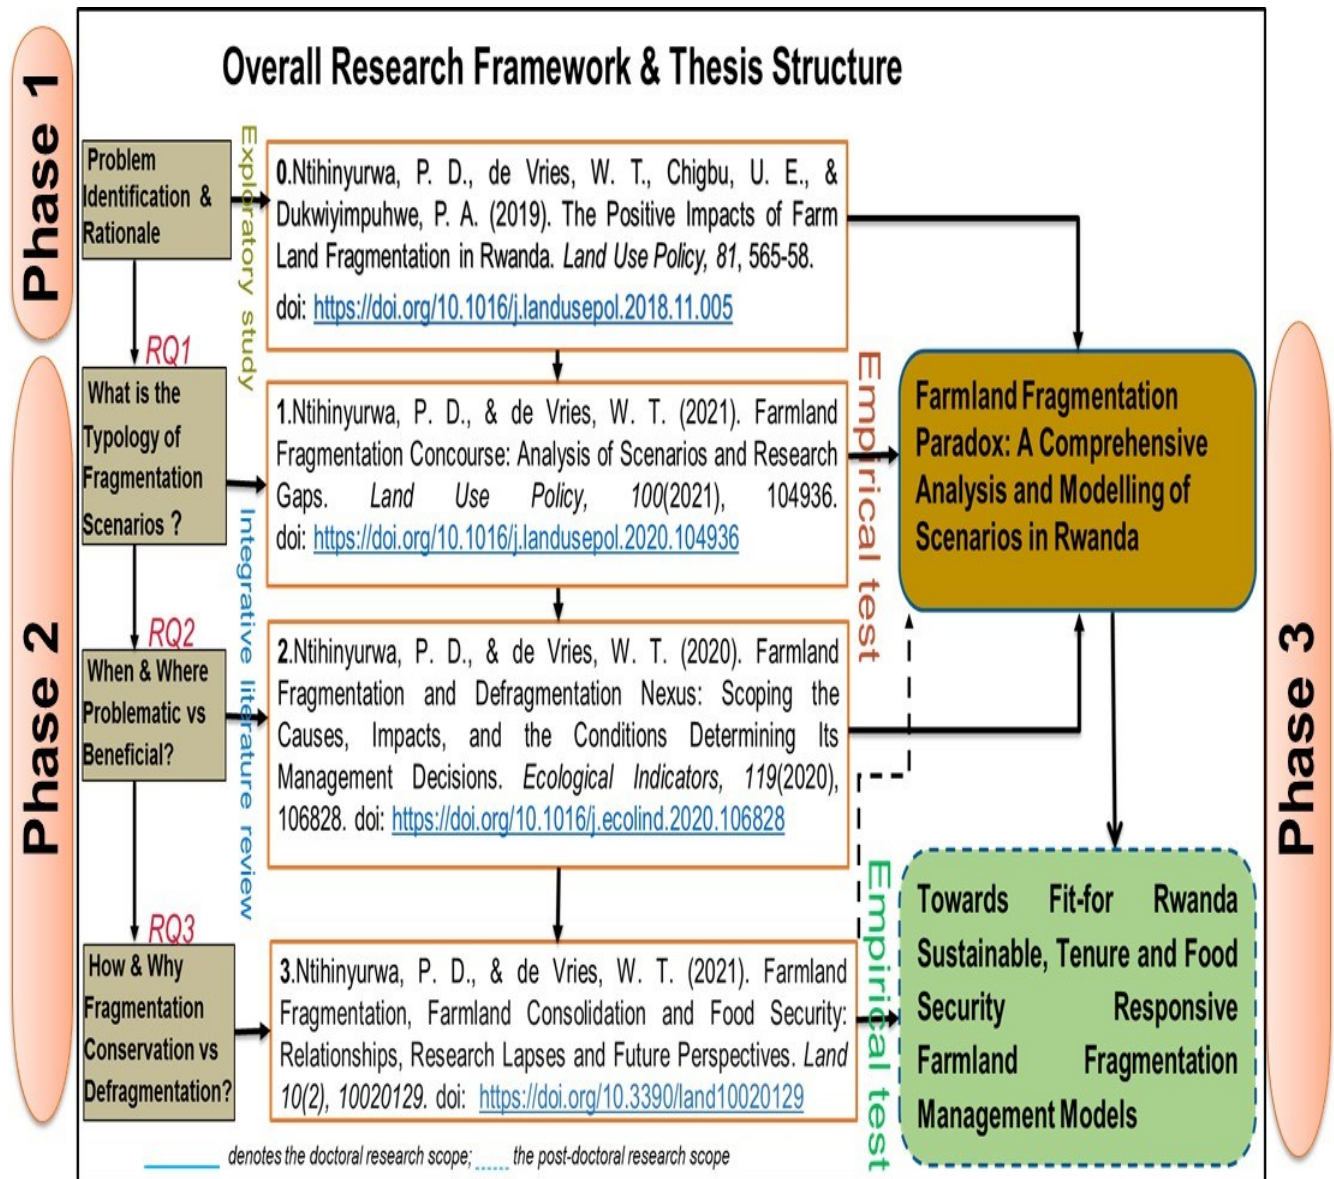 Overall Research Framework & Thesis Structure
Phase 1
Problem
Identification &
Rationale
Exploratory study
0.Ntihinyurwa, P. D., de Vries, W. T., Chigbu, U. E., &
Dukwiyimpuhwe, P. A. (2019). The Positive Impacts of Farm
Land Fragmentation in Rwanda. Land Use Policy, 81, 565-58.
doi: https://doi.org/10.1016/j.landusepol.2018.11.005
Phase 2
RQ1
What is the
Typology of
Fragmentation
Scenarios ?
Integrative literature review
1.Ntihinyurwa, P. D., & de Vries, W. T. (2021). Farmland
Fragmentation Concourse: Analysis of Scenarios and Research
Gaps. Land Use Policy, 100(2021), 104936.
doi: https://doi.org/10.1016/j.landusepol.2020.104936
RQ2
When & Where
Problematic vs
Beneficial?
2.Ntihinyurwa, P. D., & de Vries, W. T. (2020). Farmland
Fragmentation and Defragmentation Nexus: Scoping the
Causes, Impacts, and the Conditions Determining Its
Management Decisions. Ecological Indicators, 119(2020),
106828. doi: https://doi.org/10.1016/j.ecolind.2020.106828
RQ3
How & Why
Fragmentation
Conservation vs
Defragmentation?
3.Ntihinyurwa, P. D., & de Vries, W. T. (2021). Farmland
Fragmentation, Farmland Consolidation and Food Security:
Relationships, Research Lapses and Future Perspectives. Land
10(2), 10020129. doi: https://doi.org/10.3390/land10020129
Phase 3
Empirical test
Farmland Fragmentation
Paradox: A Comprehensive
Analysis and Modelling of
Scenarios in Rwanda
Empirical test
Towards Fit-for Rwanda
Sustainable, Tenure and Food
Security Responsive
Farmland Fragmentation
Management Models
denotes the doctoral research scope; the post-doctoral research scope